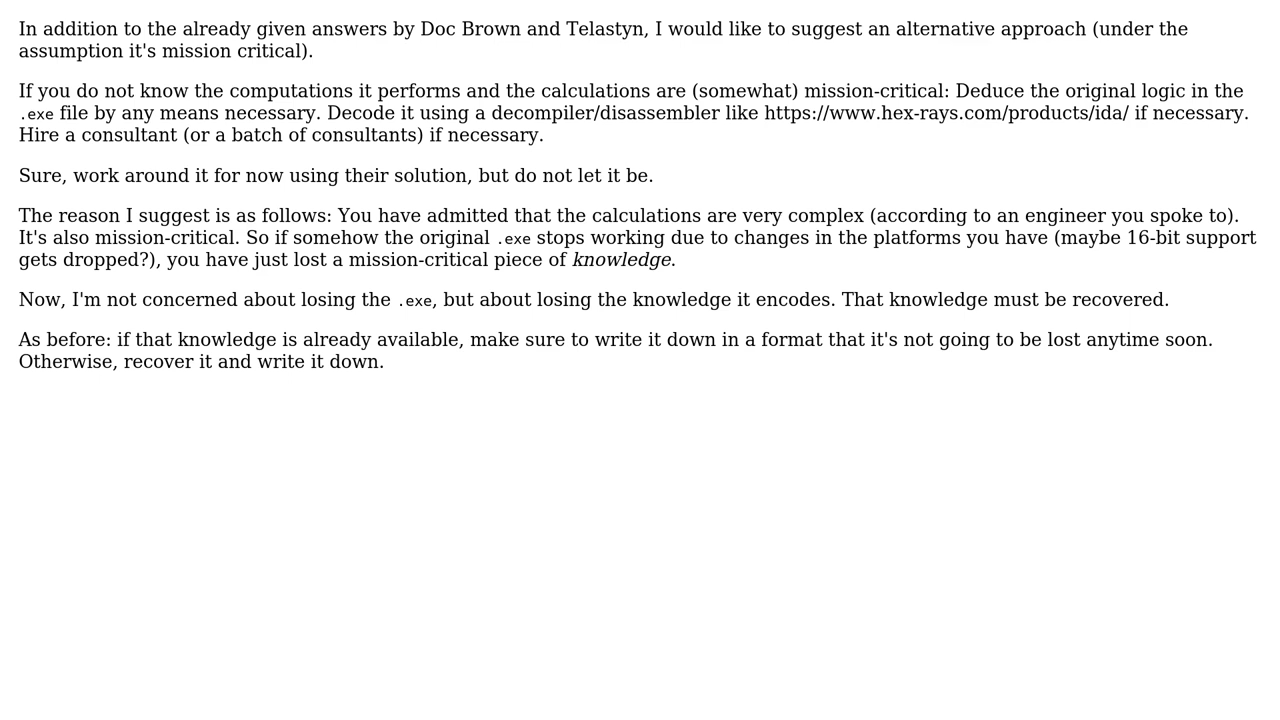 In addition to the already given answers by Doc Brown and Telastyn, I would like to suggest an alternative approach (under the
assumption it's mission critical).
If you do not know the computations it performs and the calculations are (somewhat) mission-critical: Deduce the original logic in the
.exe file by any means necessary. Decode it using a decompiler/disassembler like https://www.hex-rays.com/products/ida/ if necessary.
Hire a consultant (or a batch of consultants) if necessary.
Sure, work around it for now using their solution, but do not let it be.
The reason I suggest is as follows: You have admitted that the calculations are very complex (according to an engineer you spoke to).
It's also mission-critical. So if somehow the original .exe stops working due to changes in the platforms you have (maybe 16-bit support
gets dropped?), you have just lost a mission-critical piece of knowledge.
Now, I'm not concerned about losing the .exe, but about losing the knowledge it encodes. That knowledge must be recovered.
As before: if that knowledge is already available, make sure to write it down in a format that it's not going to be lost anytime soon.
Otherwise, recover it and write it down.